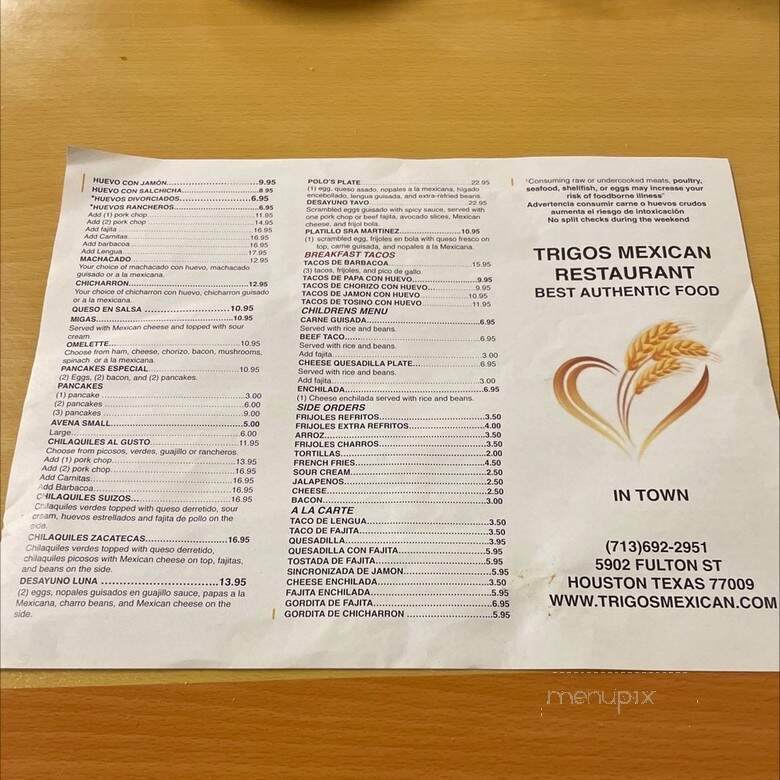 HUEVO CON JAMÓN 9.95
HUEVO CON SALCHICHA 8.95
*HUEVOS DIVORCIADOS 6.95
*HUEVOS RANCHEROS 6.95
Add (1) pork chop 11.95
Add (2) pork chop 14.95
Add fajita 16.95
Add Carnitas 16.95
Add barbacoa 16.95
Add Lengua 17.95
MACHACADO 12.95
Your choice of machacado con huevo, machacado
guisado or a la mexicana.
CHICHARRON 12.95
Your choice of chicharron con huevo, chicharron guisado
or a la mexicana.
QUESO EN SALSA 10.95
MIGAS 10.95
Served with Mexican cheese and topped with sour
cream.
OMELETTE 10.95
Choose from ham, cheese, chorizo, bacon, mushrooms,
spinach or a la mexicana.
PANCAKES ESPECIAL 10.95
(2) Eggs, (2) bacon, and (2) pancakes.
PANCAKES
(1) pancake 3.00
(2) pancakes 6.00
(3) pancakes 9.00
AVENA SMALL 5.00
Large 6.00
CHILAQUILES AL GUSTO 11.95
Choose from picosos, verdes, guajillo or rancheros.
Add (1) pork chop 13.95
Add (2) pork chop 16.95
Add Carnitas 16.95
Add Barbacoa 16.95
CHILAQUILES SUIZOS 16.95
Chilaquiles verdes topped with queso derretido, sour
cream, huevos estrellados and fajita de pollo on the
side.
CHILAQUILES ZACATECAS 16.95
Chilaquiles verdes topped with queso derretido,
chilaquiles picosos with Mexican cheese on top, fajitas,
and beans on the side.
DESAYUNO LUNA 13.95
(2) eggs, nopales guisados en guajillo sauce, papas a la
Mexicana, charro beans, and Mexican cheese on the
side.
POLO'S PLATE 22.95
(1) egg, queso asado, nopales a la mexicana, higado
encebollado, lengua guisada, and extra-refried beans.
DESAYUNO TAVO 22.95
Scrambled eggs guisado with spicy sauce, served with
one pork chop or beef fajita, avocado slices, Mexican
cheese, and frijol bola.
PLATILLO SRA MARTINEZ 10.95
(1) scrambled egg, frijoles en bola with queso fresco on
top, carne guisada, and nopales a la Mexicana.
BREAKFAST TACOS
TACOS DE BARBACOA 15.95
(3) tacos, frijoles, and pico de gallo.
TACOS DE PAPA CON HUEVO 9.95
TACOS DE CHORIZO CON HUEVO 9.95
TACOS DE JAMON CON HUEVO 10.95
TACOS DE TOSINO CON HUEVO 11.95
CHILDRENS MENU
CARNE GUISADA 6.95
Served with rice and beans.
BEEF TACO 6.95
Served with rice and beans.
Add fajita 3.00
CHEESE QUESADILLA PLATE 6.95
Served with rice and beans.
Add fajita 3.00
ENCHILADA 6.95
(1) Cheese enchilada served with rice and beans.
SIDE ORDERS
FRIJOLES REFRITOS 3.50
FRIJOLES EXTRA REFRITOS 4.00
ARROZ 3.50
FRIJOLES CHARROS 3.50
TORTILLAS 2.00
FRENCH FRIES 4.50
SOUR CREAM 2.50
JALAPENOS 2.50
CHEESE 2.50
BACON 3.00
A LA CARTE
TACO DE LENGUA 3.50
TACO DE FAJITA 3.50
QUESADILLA 3.95
QUESADILLA CON FAJITA 5.95
TOSTADA DE FAJITA 5.95
SINCRONIZADA DE JAMON 5.95
CHEESE ENCHILADA 3.50
FAJITA ENCHILADA 5.95
GORDITA DE FAJITA 6.95
GORDITA DE CHICHARRON 5.95
*Consuming raw or undercooked meats, poultry,
seafood, shellfish, or eggs may increase your
risk of foodborne illness*
Advertencia consumir carne o huevos crudos
aumenta el riesgo de intoxicación
No split checks during the weekend
TRIGOS MEXICAN
RESTAURANT
BEST AUTHENTIC FOOD
IN TOWN
(713)692-2951
5902 FULTON ST
HOUSTON TEXAS 77009
WWW.TRIGOSMEXICAN.COM
menupix